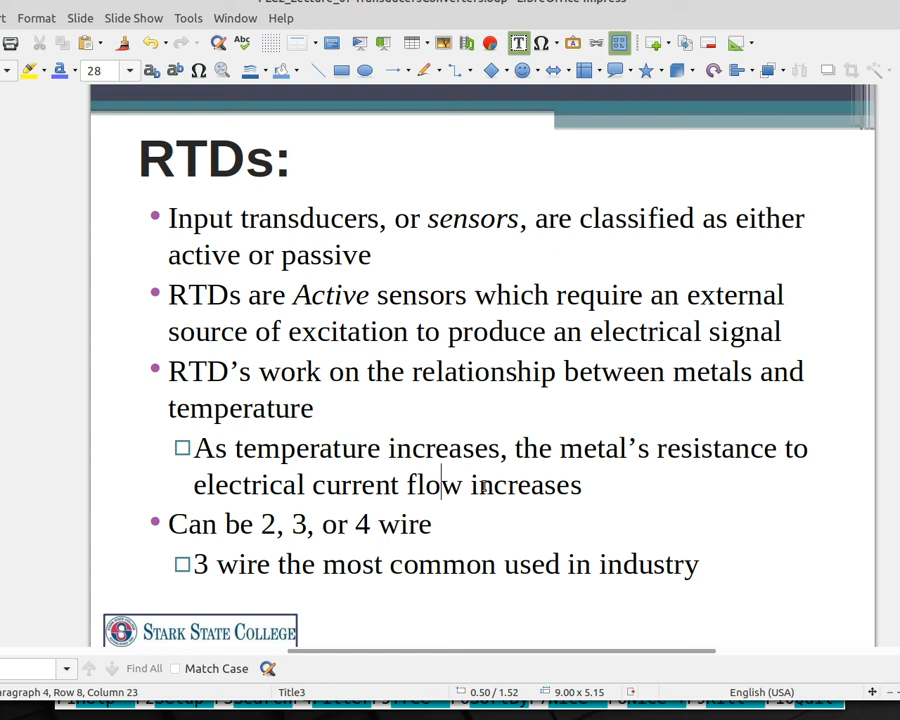 Format Slide Slide Show Tools Window Help
28
RTDs:
Input transducers, or sensors, are classified as either
active or passive
RTDs are Active sensors which require an external
source of excitation to produce an electrical signal
RTD’s work on the relationship between metals and
temperature
As temperature increases, the metal’s resistance to
electrical current flow increases
Can be 2, 3, or 4 wire
3 wire the most common used in industry
STARK STATE COLLEGE
Find All Match Case
aragraph 4, Row 8, Column 23 Title3 0.50 / 1.52 9.00 x 5.15 English (USA)